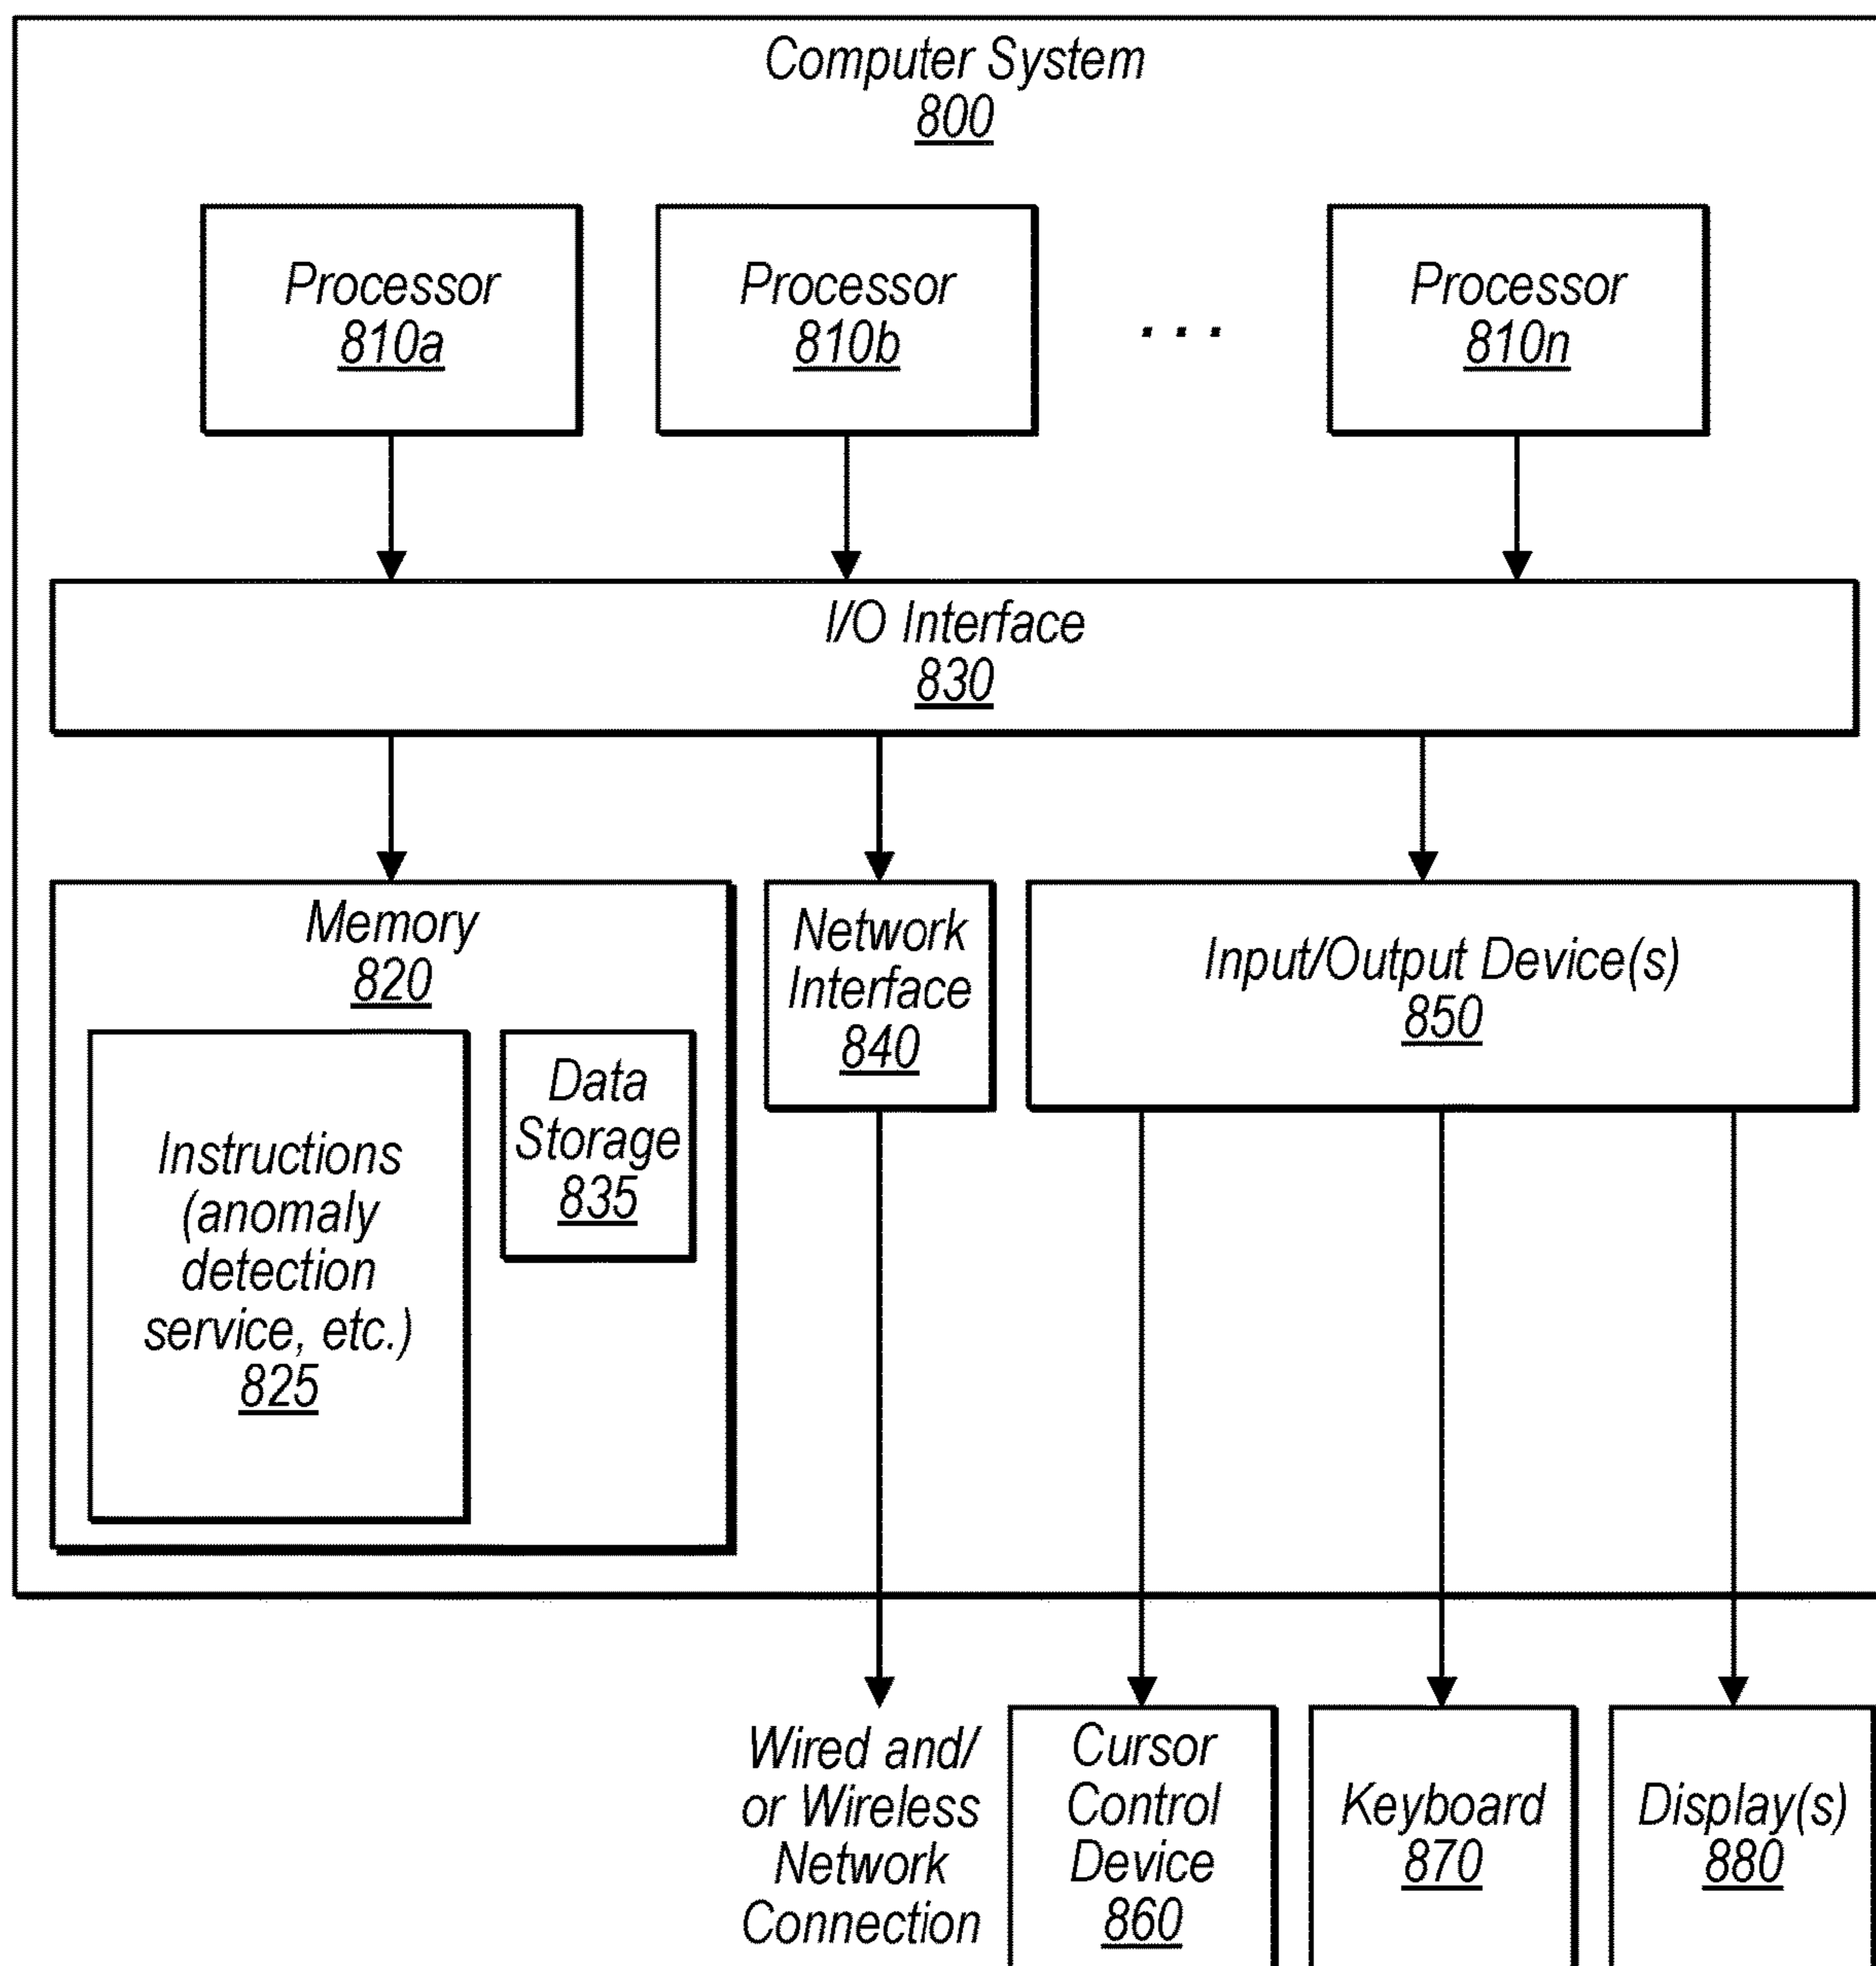 Computer System
800
Processor
810a
Processor
810b
. . .
Processor
810n
I/O Interface
830
Memory
820
Instructions
(anomaly
detection
service, etc.)
825
Data
Storage
835
Network
Interface
840
Input/Output Device(s)
850
Wired and/
or Wireless
Network
Connection
Cursor
Control
Device
860
Keyboard
870
Display(s)
880